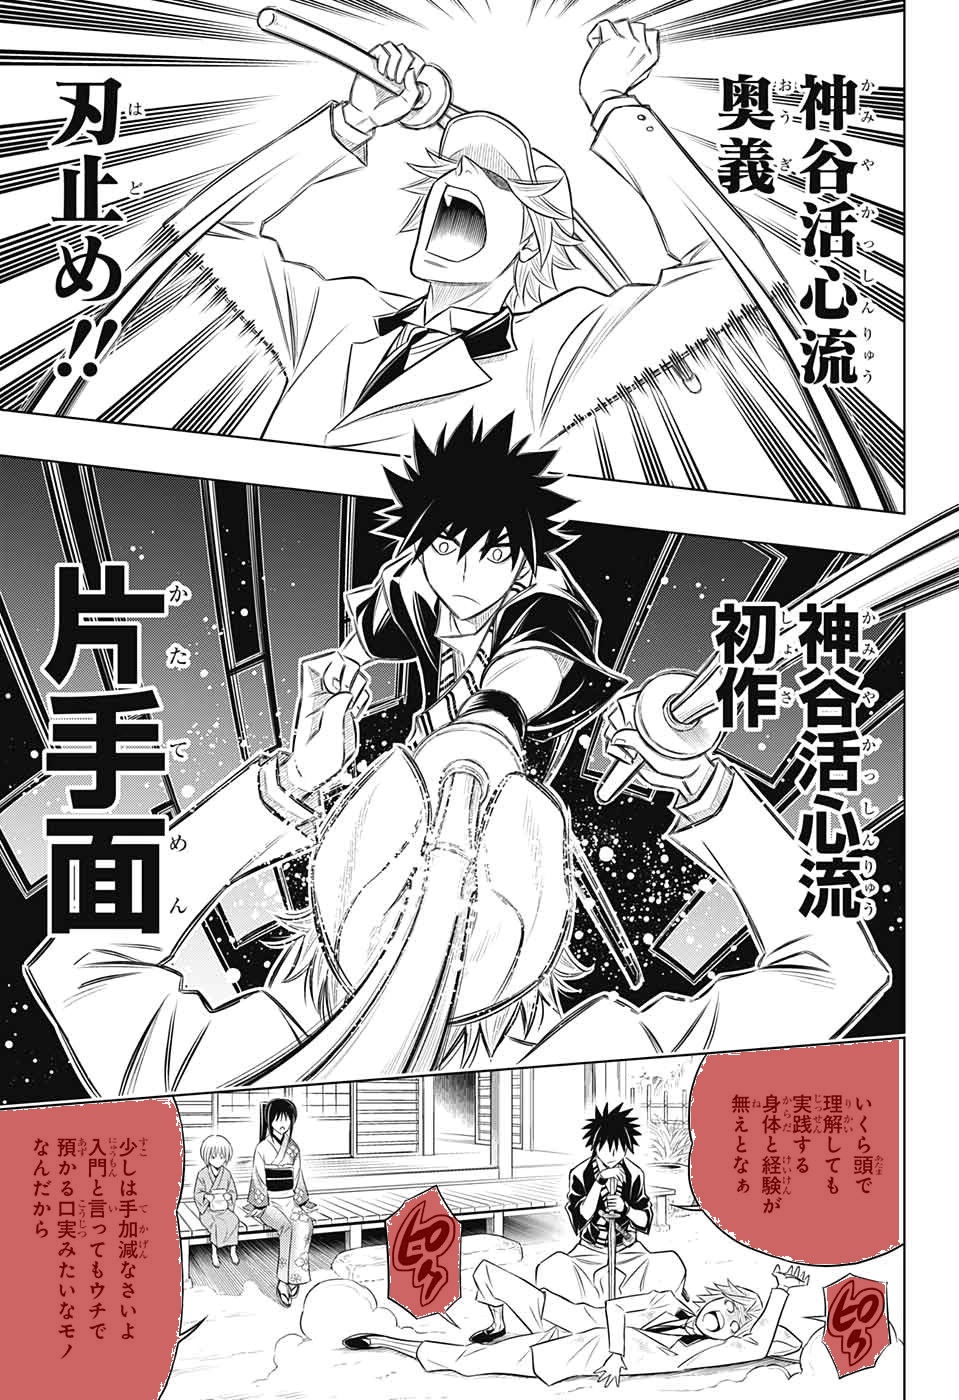 神谷活心流
奥義
刃止め!!
神谷活心流
初作
片手面
いくら頭で
理解しても
実践する
身体と経験が
無えとなぁ
ピク
ピク
少しは手加減なさいよ
入門と言ってもウチで
預かる口実みたいなモノ
なんだから